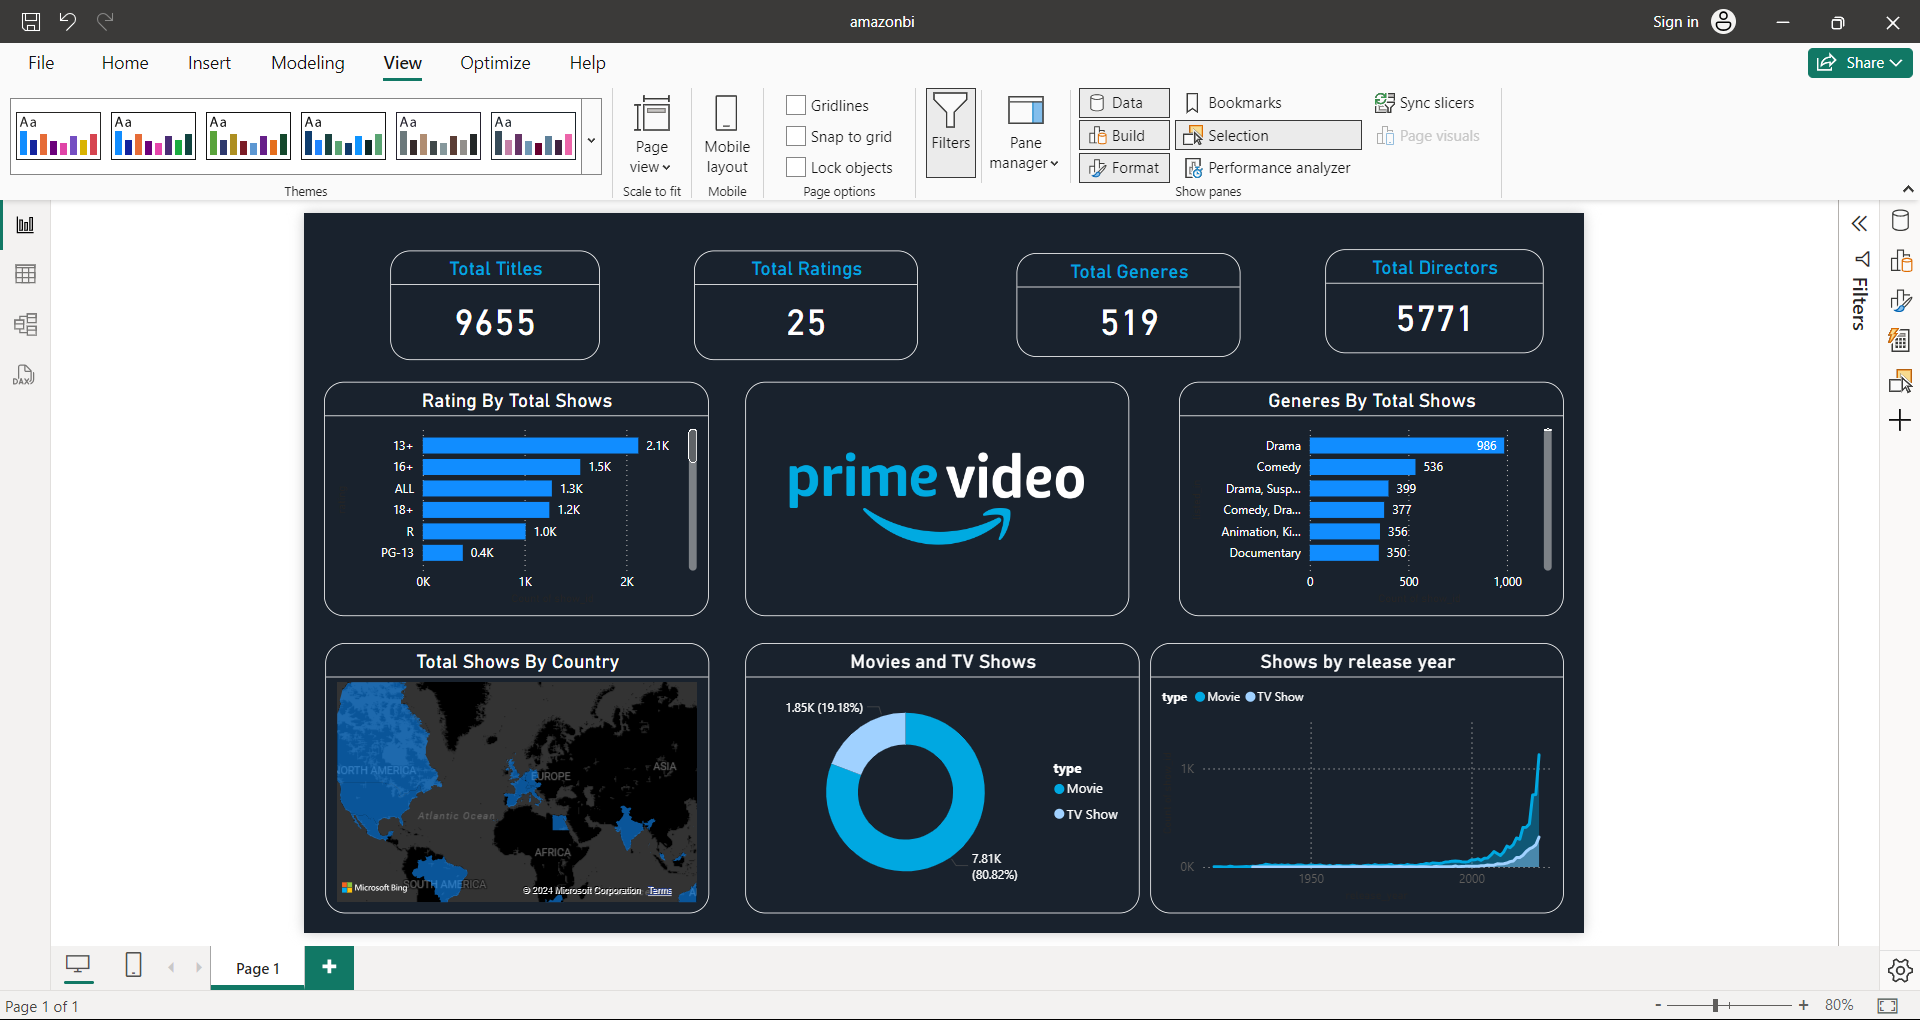 amazonbi
Sign in
File Home Insert Modeling View Optimize Help
Share
Aa Aa Aa Aa Aa Aa
Themes
Page view
Scale to fit
Mobile layout
Mobile
Gridlines
Snap to grid
Lock objects
Page options
Filters
Pane manager
Data
Build
Format
Bookmarks
Selection
Performance analyzer
Sync slicers
Page visuals
Show panes
DAX
Total Titles
9655
Total Ratings
25
Total Generes
519
Total Directors
5771
Rating By Total Shows
13+ 2.1K
16+ 1.5K
ALL 1.3K
18+ 1.2K
R 1.0K
PG-13 0.4K
0K 1K 2K
prime video
Generes By Total Shows
Drama 986
Comedy 536
Drama, Susp... 399
Comedy, Dra... 377
Animation, Ki... 356
Documentary 350
0 500 1,000
Total Shows By Country
NORTH AMERICA
EUROPE
ASIA
Atlantic Ocean
AFRICA
SOUTH AMERICA
Microsoft Bing
© 2024 Microsoft Corporation Terms
Movies and TV Shows
1.85K (19.18%)
7.81K
(80.82%)
type
Movie
TV Show
Shows by release year
type Movie TV Show
1K
0K
1950 2000
Filters
Page 1
+
Page 1 of 1
- + 80%